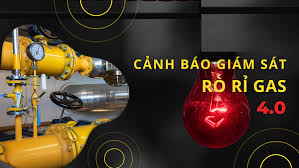 CẢNH BÁO GIÁM SÁT
RÒ RỈ GAS
4.0